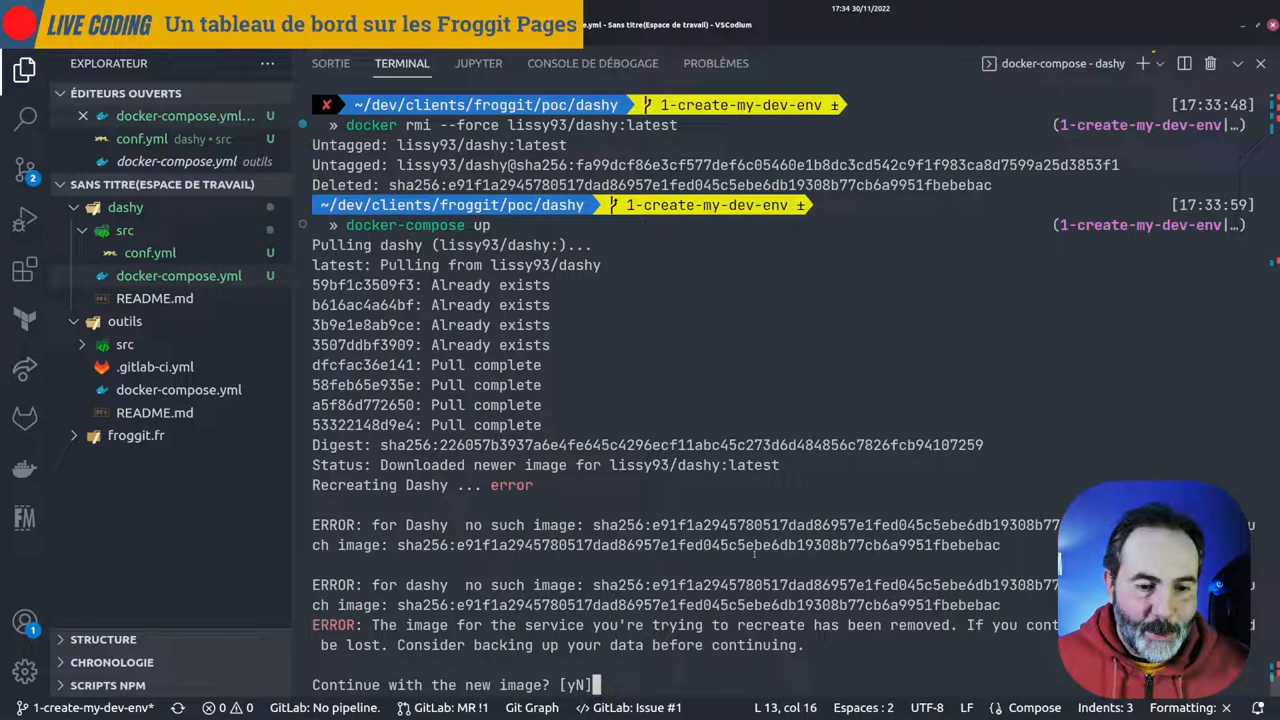 LIVE CODING Un tableau de bord sur les Froggit Pages
17:34 30/11/2022
e.yml - Sans titre(Espace de travail) - VSCodium
EXPLORATEUR
SORTIE TERMINAL JUPYTER CONSOLE DE DÉBOGAGE PROBLÈMES
docker-compose - dashy
ÉDITEURS OUVERTS
docker-compose.yml... U
conf.yml dashy • src U
docker-compose.yml outils
SANS TITRE(ESPACE DE TRAVAIL)
2
dashy
src
conf.yml U
docker-compose.yml U
README.md
outils
src
.gitlab-ci.yml
docker-compose.yml
README.md
froggit.fr
FM
1
STRUCTURE
CHRONOLOGIE
SCRIPTS NPM
✘ ~/dev/clients/froggit/poc/dashy 1-create-my-dev-env ± [17:33:48]
» docker rmi --force lissy93/dashy:latest (1-create-my-dev-env|…)
Untagged: lissy93/dashy:latest
Untagged: lissy93/dashy@sha256:fa99dcf86e3cf577def6c05460e1b8dc3cd542c9f1f983ca8d7599a25d3853f1
Deleted: sha256:e91f1a2945780517dad86957e1fed045c5ebe6db19308b77cb6a9951fbebebac
~/dev/clients/froggit/poc/dashy 1-create-my-dev-env ± [17:33:59]
» docker-compose up (1-create-my-dev-env|…)
Pulling dashy (lissy93/dashy:)...
latest: Pulling from lissy93/dashy
59bf1c3509f3: Already exists
b616ac4a64bf: Already exists
3b9e1e8ab9ce: Already exists
3507ddbf3909: Already exists
dfcfac36e141: Pull complete
58feb65e935e: Pull complete
a5f86d772650: Pull complete
53322148d9e4: Pull complete
Digest: sha256:226057b3937a6e4fe645c4296ecf11abc45c273d6d484856c7826fcb94107259
Status: Downloaded newer image for lissy93/dashy:latest
Recreating Dashy ... error
ERROR: for Dashy no such image: sha256:e91f1a2945780517dad86957e1fed045c5ebe6db19308b77
ch image: sha256:e91f1a2945780517dad86957e1fed045c5ebe6db19308b77cb6a9951fbebebac
ERROR: for dashy no such image: sha256:e91f1a2945780517dad86957e1fed045c5ebe6db19308b77
ch image: sha256:e91f1a2945780517dad86957e1fed045c5ebe6db19308b77cb6a9951fbebebac
ERROR: The image for the service you're trying to recreate has been removed. If you cont
be lost. Consider backing up your data before continuing.
Continue with the new image? [yN]
1-create-my-dev-env* 0 0 GitLab: No pipeline. GitLab: MR !1 Git Graph GitLab: Issue #1 L 13, col 16 Espaces : 2 UTF-8 LF Compose Indents: 3 Formatting: ×